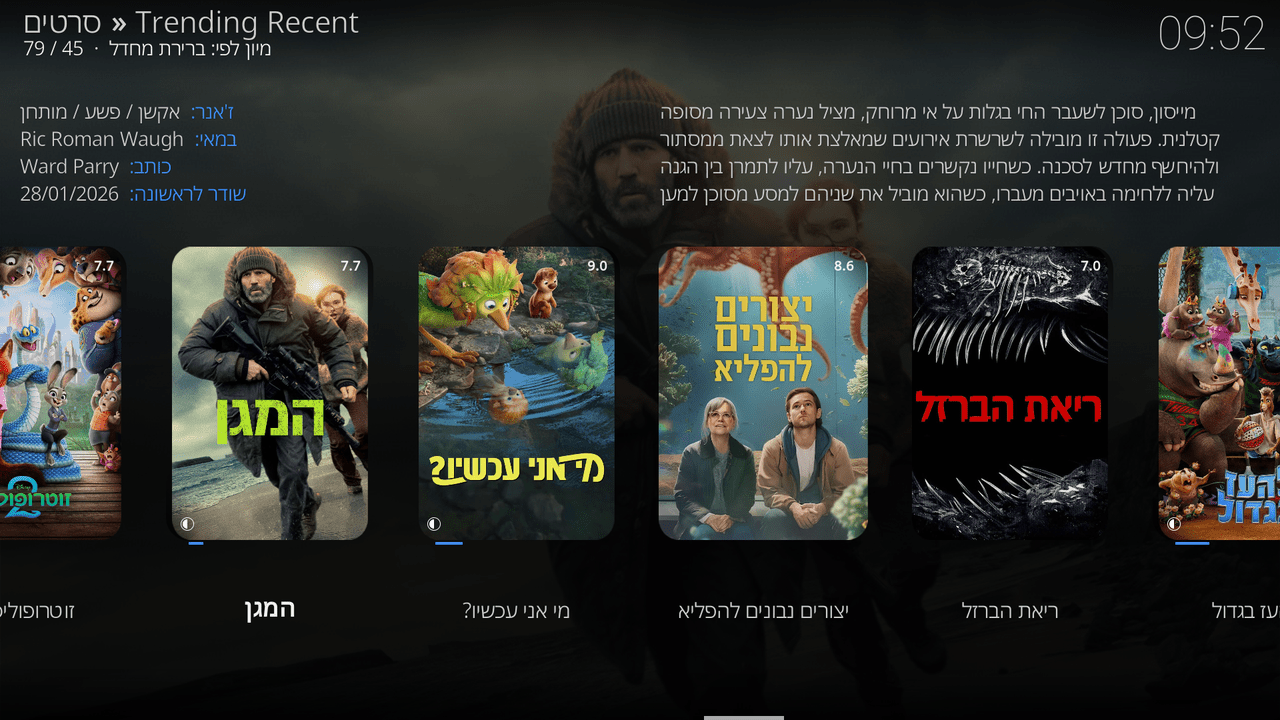 סרטים » Trending Recent
מיון לפי: ברירת מחדל · 45 / 79
09:52
ז'אנר: אקשן / פשע / מותחן
במאי: Ric Roman Waugh
כותב: Ward Parry
שודר לראשונה: 28/01/2026
מייסון, סוכן לשעבר החי בגלות על אי מרוחק, מציל נערה צעירה מסופה
קטלנית. פעולה זו מובילה לשרשרת אירועים שמאלצת אותו לצאת ממסתור
ולהיחשף מחדש לסכנה. כשחייו נקשרים בחיי הנערה, עליו לתמרן בין הגנה
עליה ללחימה באויבים מעברו, כשהוא מוביל את שניהם למסע מסוכן למען
7.7
7.7
המגן
9.0
מי אני עכשיו?
8.6
יצורים
נבונים
להפליא
7.0
ריאת הברזל
2
המגן
מי אני עכשיו?
יצורים נבונים להפליא
ריאת הברזל
בגדול